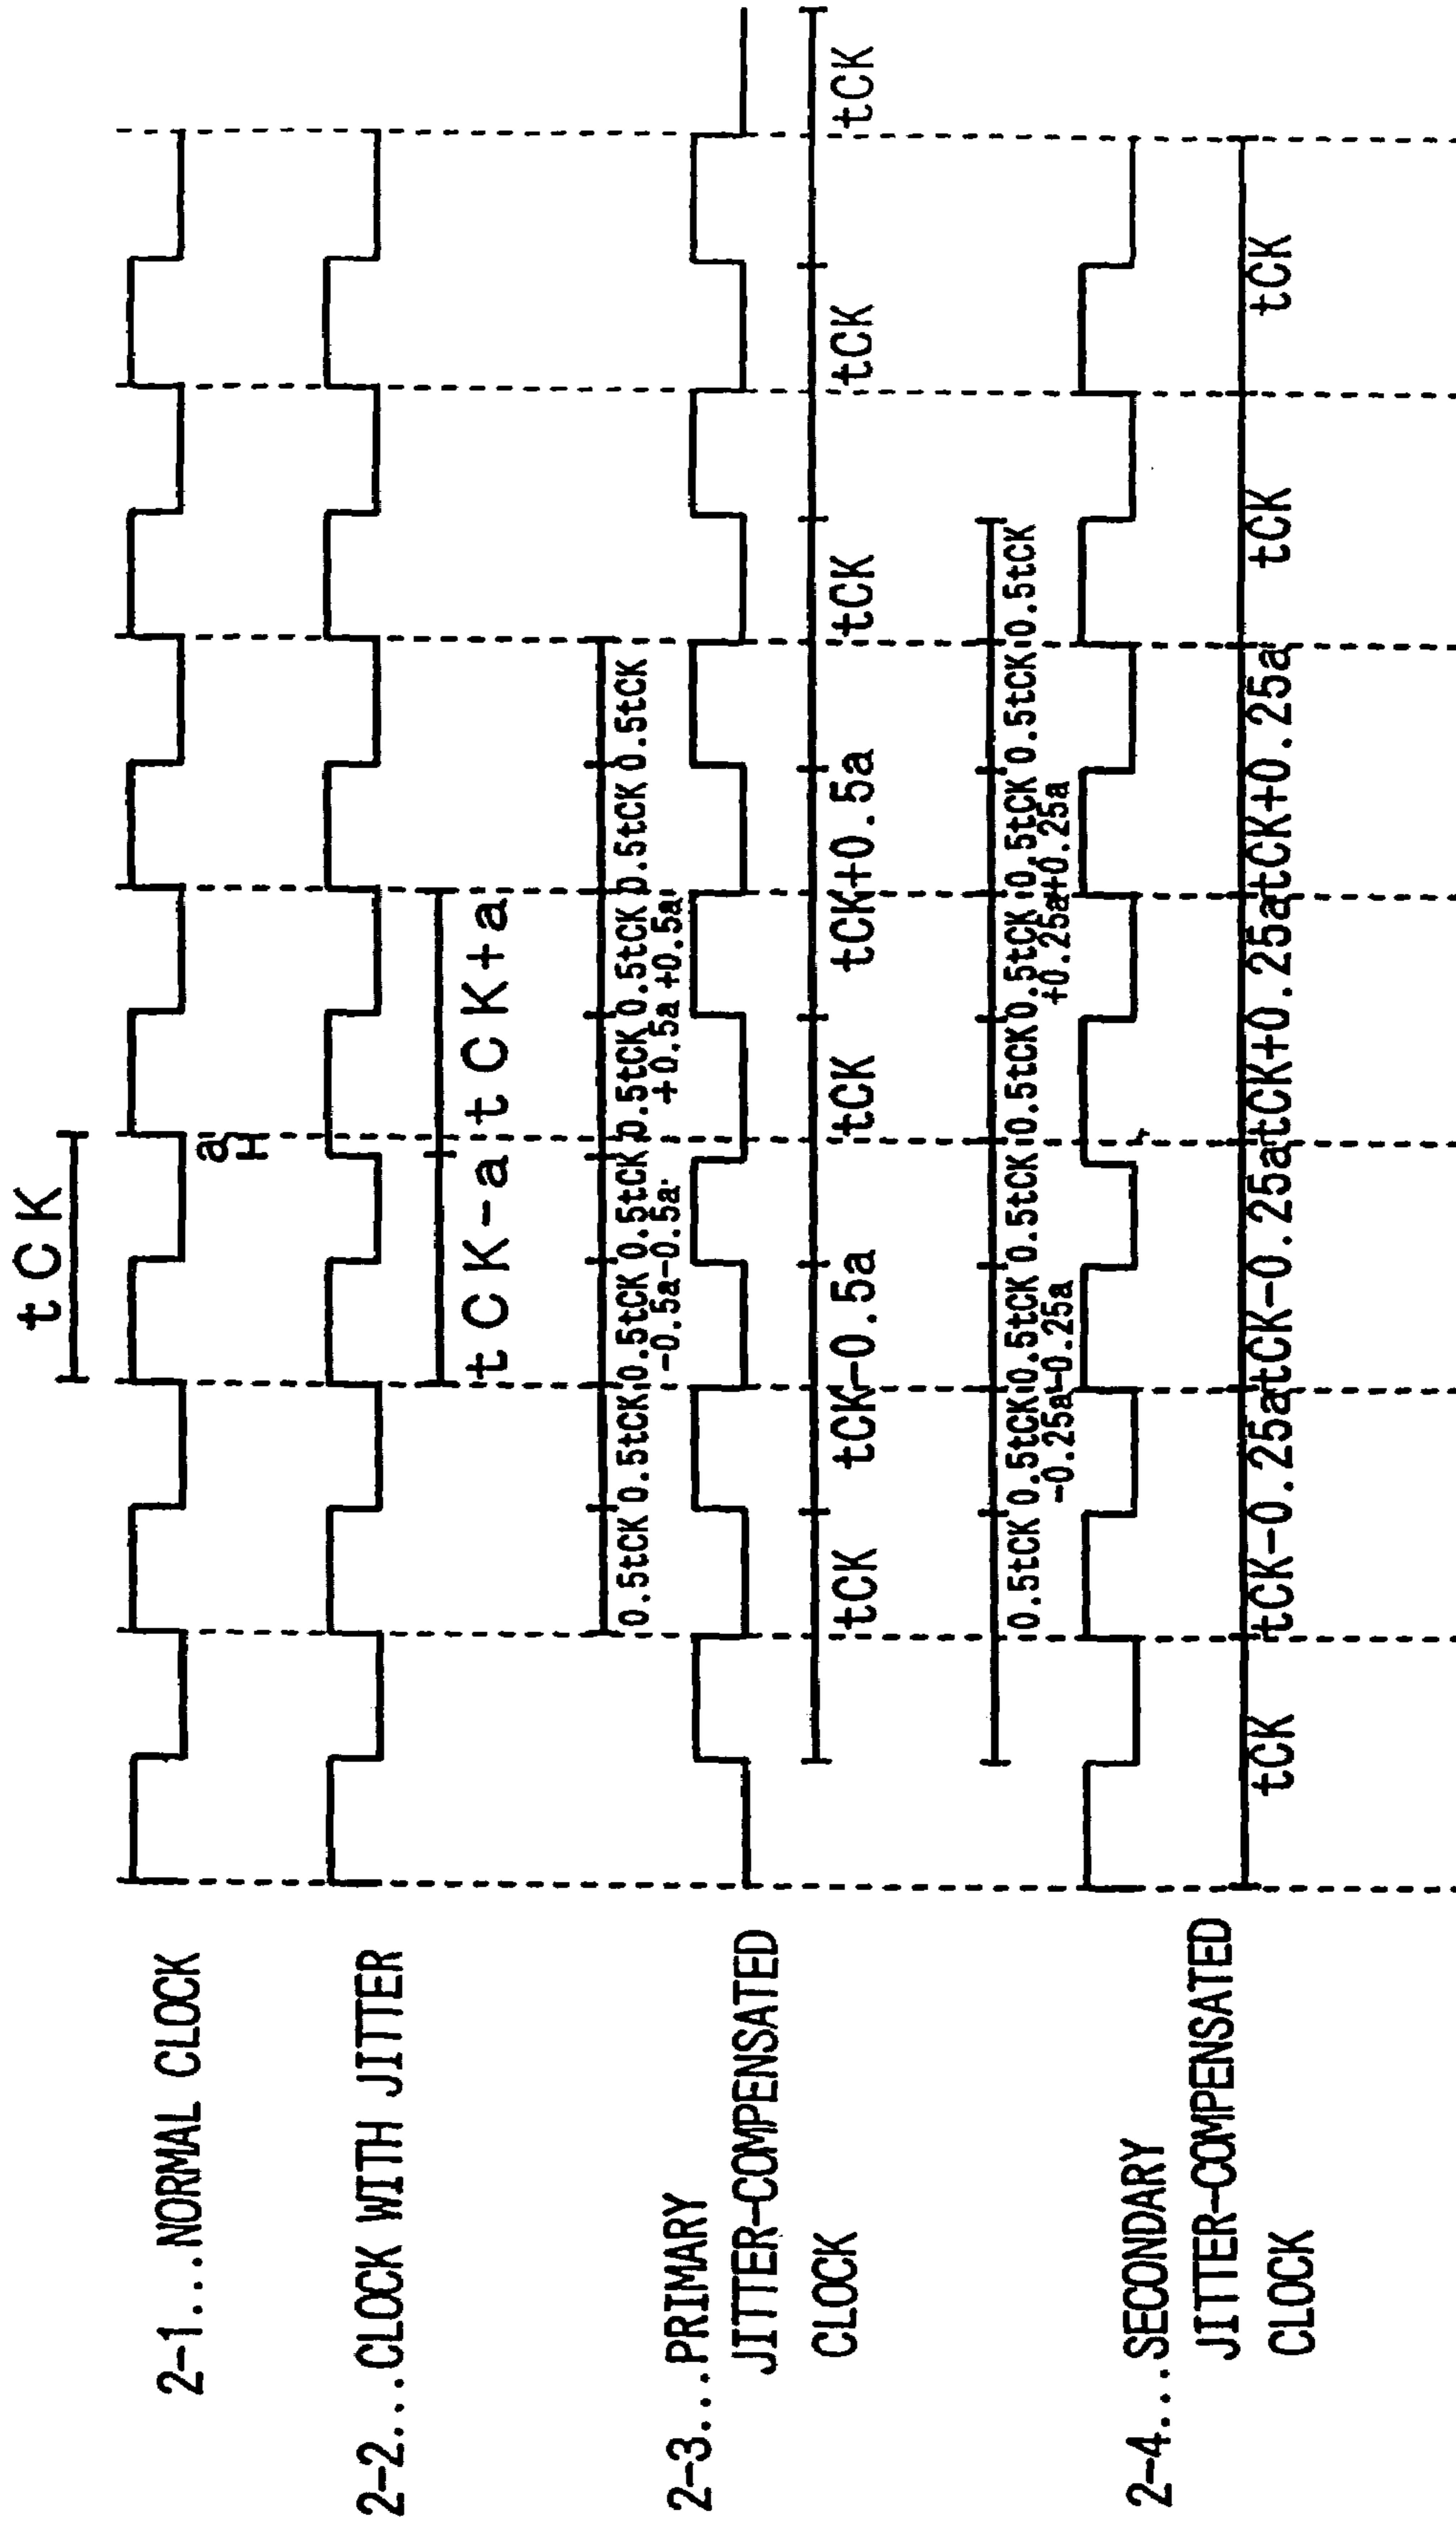 tCK
2-1...NORMAL CLOCK
a
2-2...CLOCK WITH JITTER
tCK-a tCK+a
0.5tCK 0.5tCK 0.5tCK 0.5tCK 0.5tCK 0.5tCK 0.5tCK 0.5tCK
-0.5a -0.5a +0.5a +0.5a
2-3...PRIMARY
JITTER-COMPENSATED
CLOCK
tCK tCK-0.5a tCK tCK+0.5a tCK tCK tCK
0.5tCK 0.5tCK 0.5tCK 0.5tCK 0.5tCK 0.5tCK 0.5tCK 0.5tCK 0.5tCK
-0.25a -0.25a +0.25a +0.25a
2-4...SECONDARY
JITTER-COMPENSATED
CLOCK
tCK tCK-0.25a tCK-0.25a tCK+0.25a tCK+0.25a tCK tCK